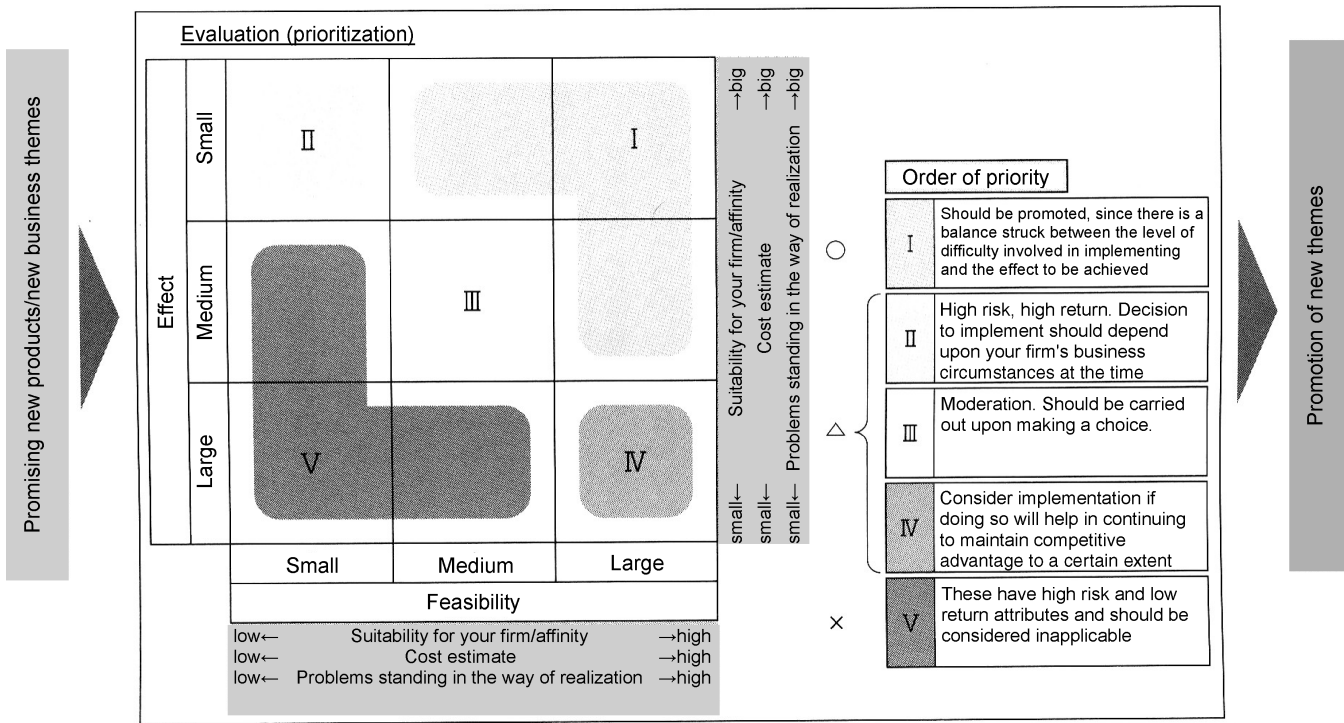 Promising new products/new business themes
Evaluation (prioritization)
Effect
Small
Medium
Large
Ⅱ
Ⅰ
Ⅲ
Ⅴ
Ⅳ
Small
Medium
Large
Feasibility
low← Suitability for your firm/affinity →high
low← Cost estimate →high
low← Problems standing in the way of realization →high
small← Suitability for your firm/affinity →big
small← Cost estimate →big
small← Problems standing in the way of realization →big
Order of priority
○
Ⅰ
Should be promoted, since there is a
balance struck between the level of
difficulty involved in implementing
and the effect to be achieved
△
Ⅱ
High risk, high return. Decision
to implement should depend
upon your firm's business
circumstances at the time
Ⅲ
Moderation. Should be carried
out upon making a choice.
Ⅳ
Consider implementation if
doing so will help in continuing
to maintain competitive
advantage to a certain extent
×
Ⅴ
These have high risk and low
return attributes and should be
considered inapplicable
Promotion of new themes